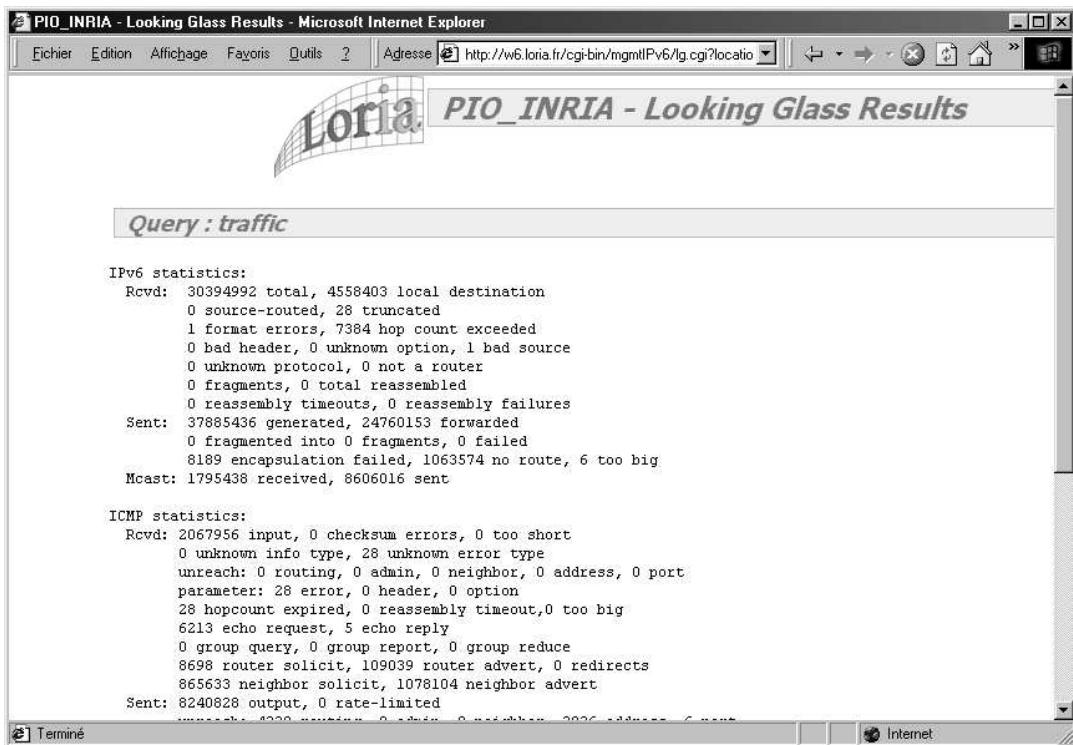 PIO_INRIA - Looking Glass Results - Microsoft Internet Explorer
Fichier Edition Affichage Favoris Outils ? Adresse http://w6.loria.fr/cgi-bin/mgmtIPv6/lg.cgi?locatio »
Loria PIO_INRIA - Looking Glass Results
Query : traffic
IPv6 statistics:
Rcvd: 30394992 total, 4558403 local destination
0 source-routed, 28 truncated
1 format errors, 7384 hop count exceeded
0 bad header, 0 unknown option, 1 bad source
0 unknown protocol, 0 not a router
0 fragments, 0 total reassembled
0 reassembly timeouts, 0 reassembly failures
Sent: 37885436 generated, 24760153 forwarded
0 fragmented into 0 fragments, 0 failed
8189 encapsulation failed, 1063574 no route, 6 too big
Mcast: 1795438 received, 8606016 sent
ICMP statistics:
Rcvd: 2067956 input, 0 checksum errors, 0 too short
0 unknown info type, 28 unknown error type
unreach: 0 routing, 0 admin, 0 neighbor, 0 address, 0 port
parameter: 28 error, 0 header, 0 option
28 hopcount expired, 0 reassembly timeout,0 too big
6213 echo request, 5 echo reply
0 group query, 0 group report, 0 group reduce
8698 router solicit, 109039 router advert, 0 redirects
865633 neighbor solicit, 1078104 neighbor advert
Sent: 8240828 output, 0 rate-limited
Terminé Internet